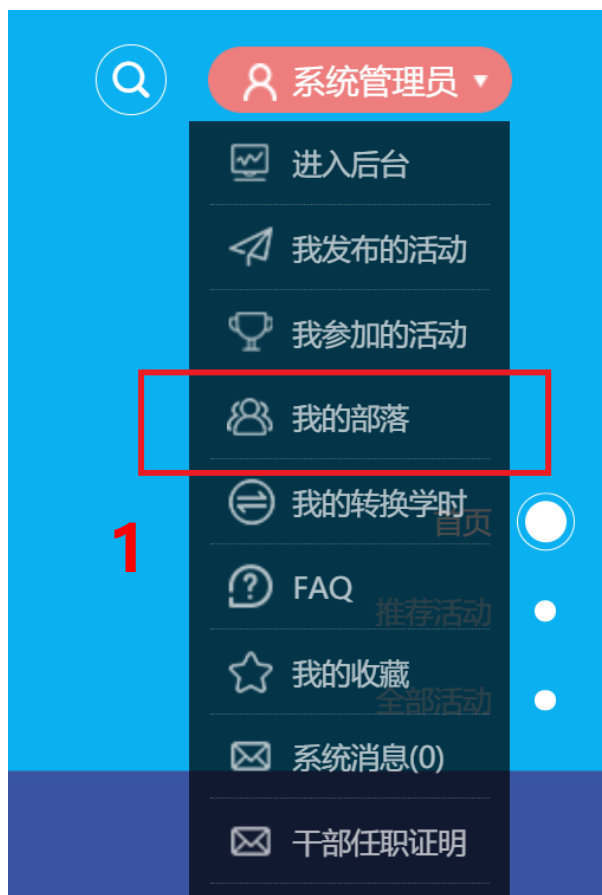 系统管理员
进入后台
我发布的活动
我参加的活动
我的部落
我的转换学时
首页
1
FAQ
推荐活动
我的收藏
全部活动
系统消息(0)
干部任职证明